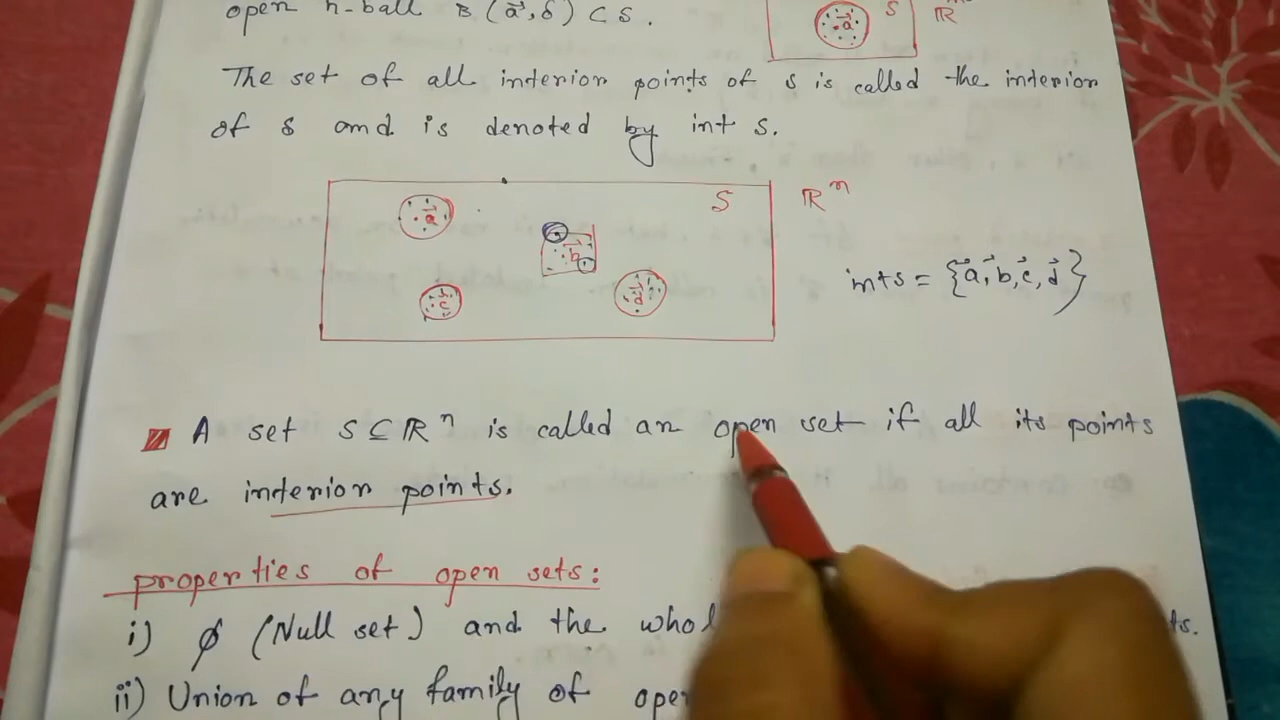 open n-ball B (a⃗, δ) ⊂ S.
a⃗ S ℝ
The set of all interior points of S is called the interior
of S and is denoted by int S.
S ℝⁿ
a⃗
b⃗
c⃗ d⃗
int S = {a⃗, b⃗, c⃗, d⃗}
A set S ⊆ ℝⁿ is called an open set if all its points
are interior points.
properties of open sets:
i) ∅ (Null set) and the
ii) Union of any family of